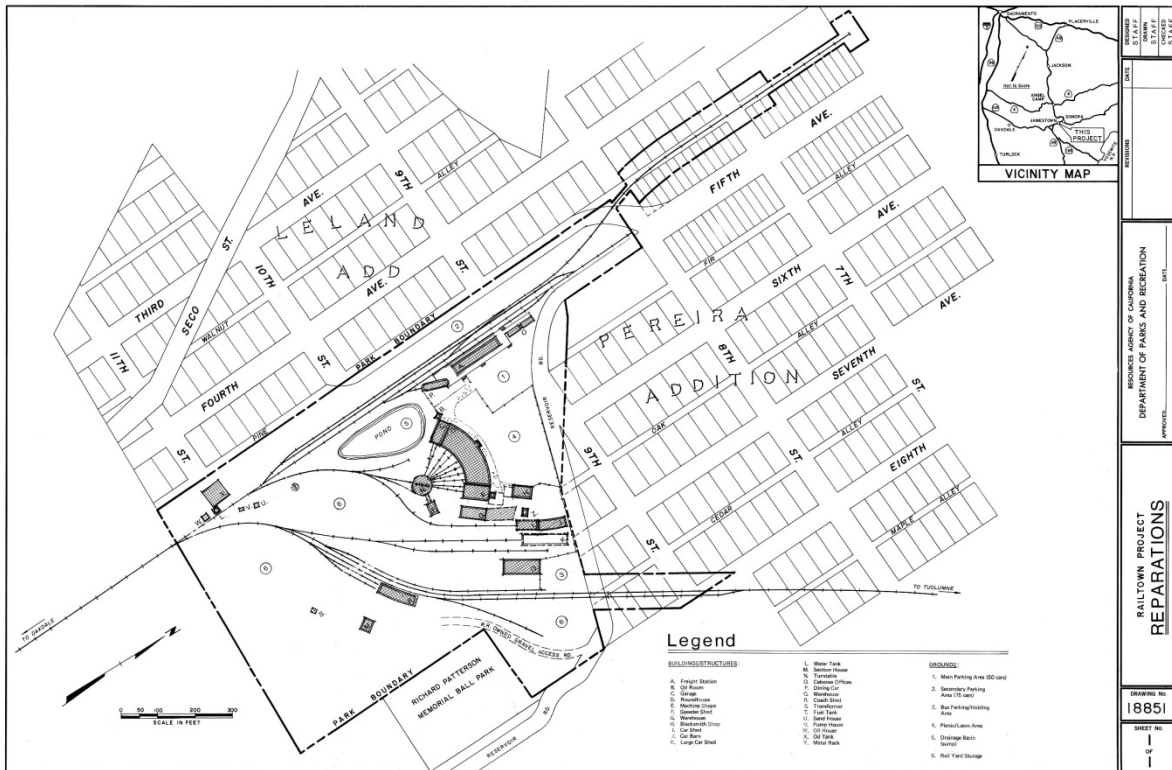 SACRAMENTO
PLACERVILLE
JACKSON
Not to Scale
ANGEL
CAMP
SONORA
JAMESTOWN
OAKDALE
THIS
PROJECT
TURLOCK
YOSEMITE
N.P.
VICINITY MAP
DESIGNED
STAFF
DRAWN
STAFF
CHECKED
STAFF
DATE
REVISIONS
RESOURCES AGENCY OF CALIFORNIA
DEPARTMENT OF PARKS AND RECREATION
APPROVED
DATE
RAILTOWN PROJECT
REPARATIONS
DRAWING NO.
18851
SHEET NO.
1
OF
1
THIRD AVE.
SECO ST.
LELAND
ADD
9TH ST.
10TH ST.
11TH ST.
ALLEY
WALNUT
FOURTH AVE.
PINE
PARK BOUNDARY
FIFTH AVE.
ALLEY
FIR
SIXTH AVE.
7TH ST.
PEREIRA
ADDITION
8TH ST.
ALLEY
OAK
SEVENTH AVE.
9TH ST.
ALLEY
CEDAR
EIGHTH
MAPLE ALLEY
RESERVOIR RD.
POND
TO OAKDALE
TO TUOLUMNE
R.R. OWNED GRAVEL ACCESS RD.
PARK BOUNDARY
RICHARD PATTERSON
MEMORIAL BALL PARK
RESERVOIR RD.
0 50 100 200 300
SCALE IN FEET
Legend
BUILDINGS/STRUCTURES:
A. Freight Station
B. Oil Room
C. Garage
D. Roundhouse
E. Machine Shops
F. Speeder Shed
G. Warehouse
H. Blacksmith Shop
I. Car Shed
J. Car Barn
K. Large Car Shed
L. Water Tank
M. Section House
N. Turntable
O. Caboose Offices
P. Dining Car
Q. Warehouse
R. Coach Shed
S. Transformer
T. Fuel Tank
U. Sand House
V. Pump House
W. Oil House
X. Oil Tank
Y. Metal Rack
GROUNDS:
1. Main Parking Area (50 cars)
2. Secondary Parking
Area (75 cars)
3. Bus Parking/Holding
Area
4. Picnic/Lawn Area
5. Drainage Basin
(sump)
6. Rail Yard Storage